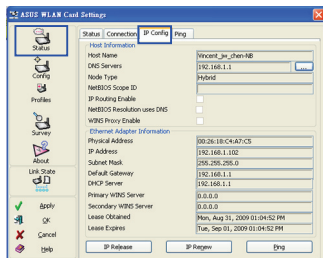 ASUS WLAN Card Settings
Status
Config
Profiles
Survey
About
Link State
Apply
OK
Cancel
Help
Status Connection IP Config Ping
Host Information
Host Name Vincent_jw_chen-NB
DNS Servers 192.168.1.1 ...
Node Type Hybrid
NetBIOS Scope ID
IP Routing Enable
NetBIOS Resolution uses DNS
WINS Proxy Enable
Ethernet Adapter Information
Physical Address 00:26:18:C4:A7:C5
IP Address 192.168.1.102
Subnet Mask 255.255.255.0
Default Gateway 192.168.1.1
DHCP Server 192.168.1.1
Primary WINS Server 0.0.0.0
Secondary WINS Server 0.0.0.0
Lease Obtained Mon, Aug 31, 2009 01:04:52 PM
Lease Expires Tue, Sep 01, 2009 01:04:52 PM
IP Release IP Renew Ping